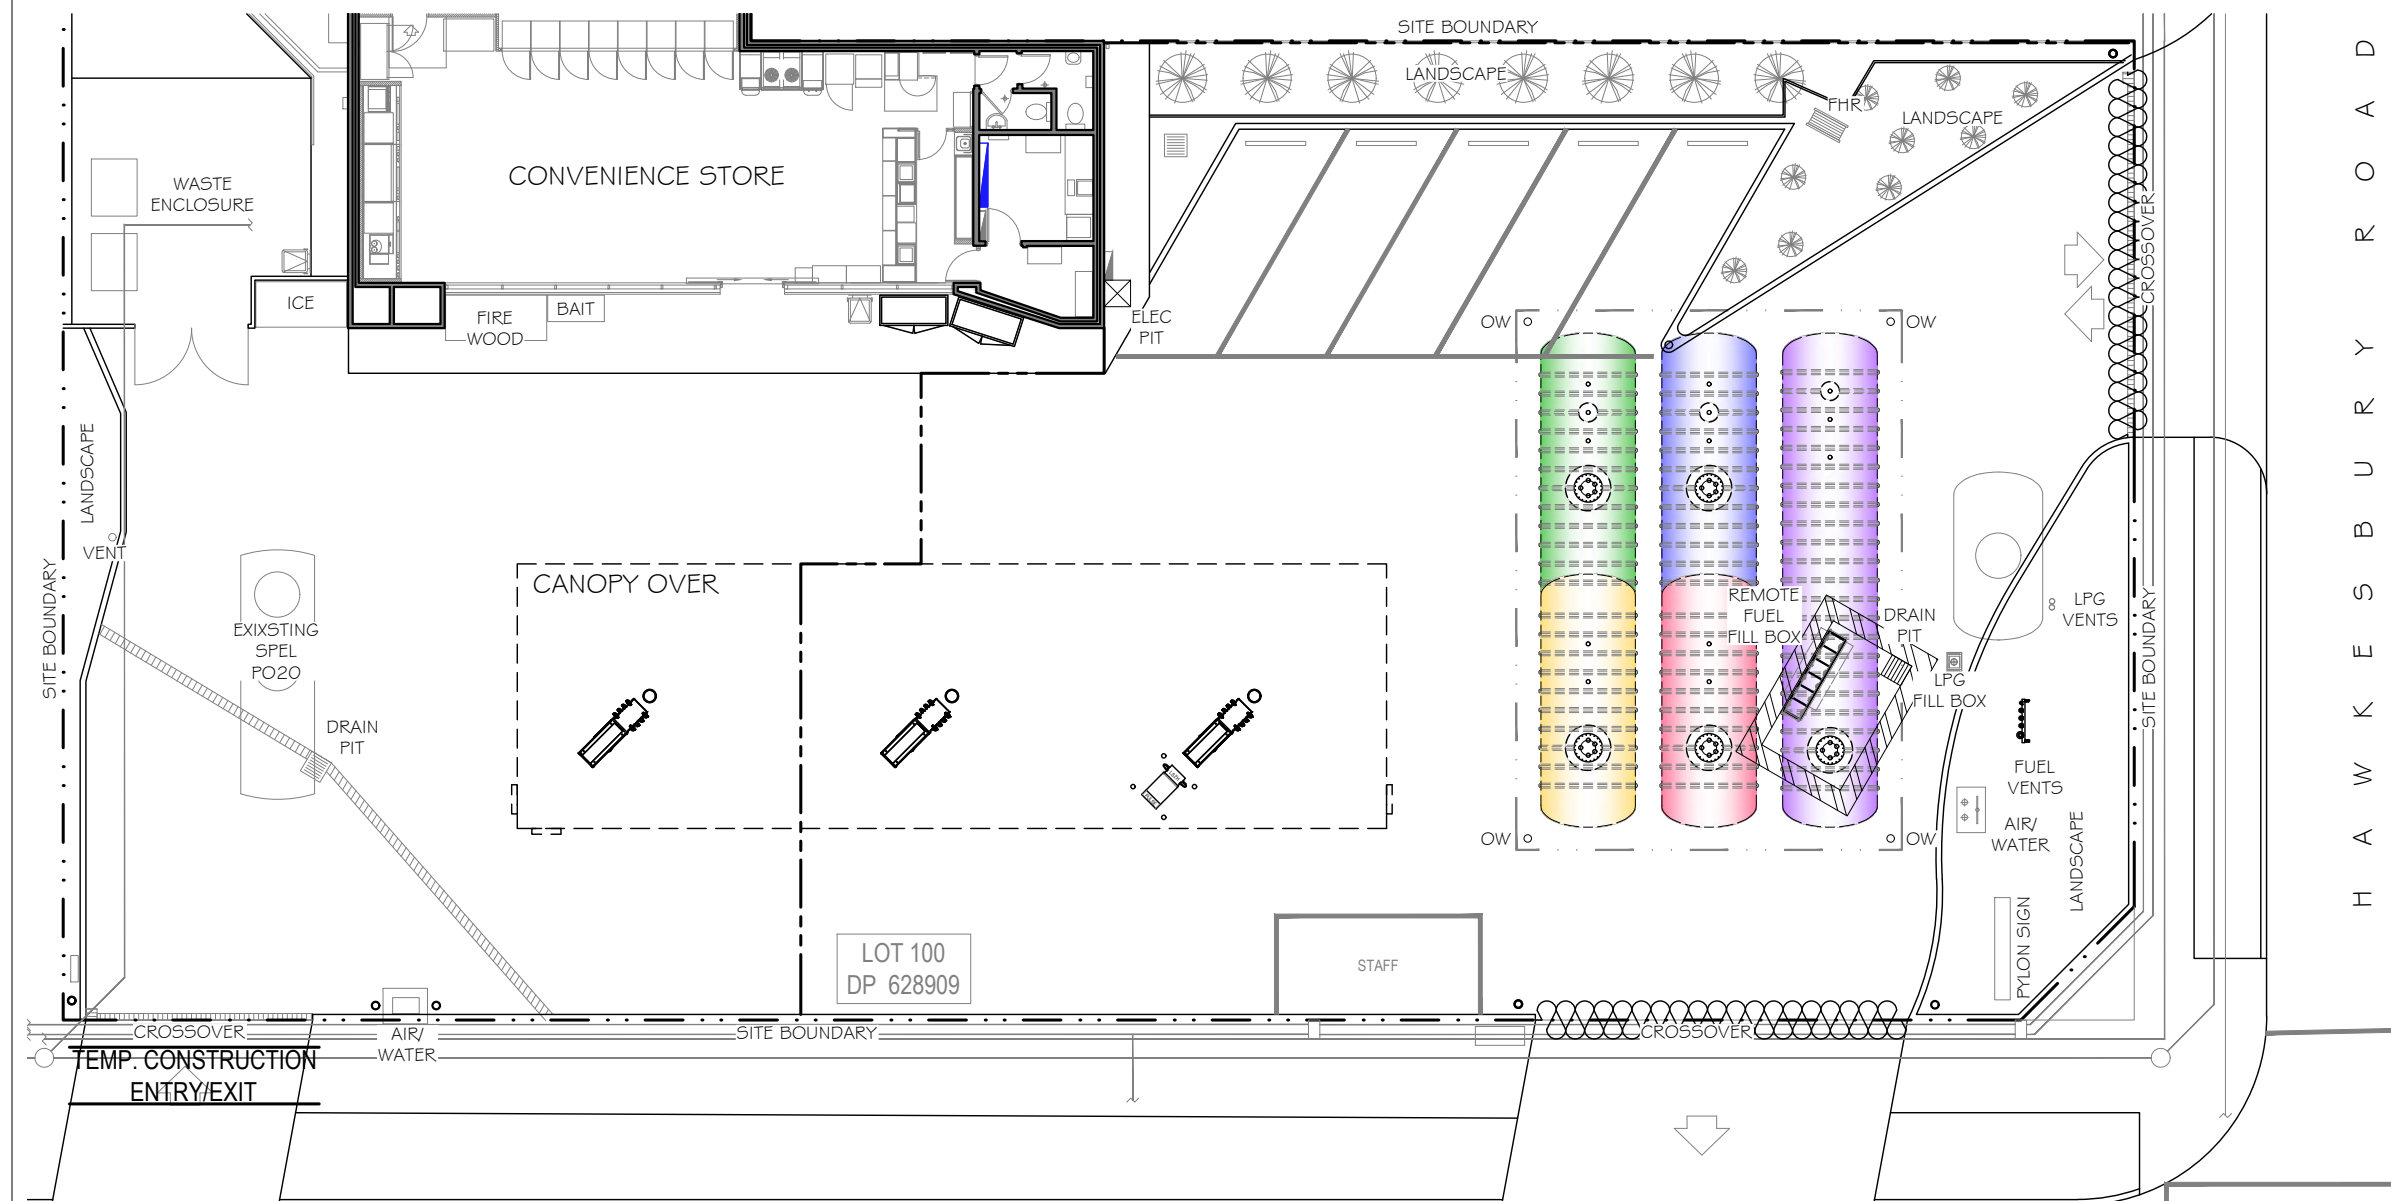 SITE BOUNDARY
LANDSCAPE
FHR
LANDSCAPE
CONVENIENCE STORE
WASTE
ENCLOSURE
CROSSOVER
HAWKESBURY ROAD
ICE
FIRE
WOOD
BAIT
ELEC
PIT
OW
OW
LANDSCAPE
VENT
SITE BOUNDARY
CANOPY OVER
EXIXSTING
SPEL
PO20
REMOTE
FUEL
FILL BOX
DRAIN
PIT
LPG
VENTS
SITE BOUNDARY
LPG
FILL BOX
DRAIN
PIT
FUEL
VENTS
AIR/
WATER
LANDSCAPE
OW
OW
PYLON SIGN
LOT 100
DP 628909
STAFF
CROSSOVER
AIR/
WATER
SITE BOUNDARY
CROSSOVER
TEMP. CONSTRUCTION
ENTRY/EXIT